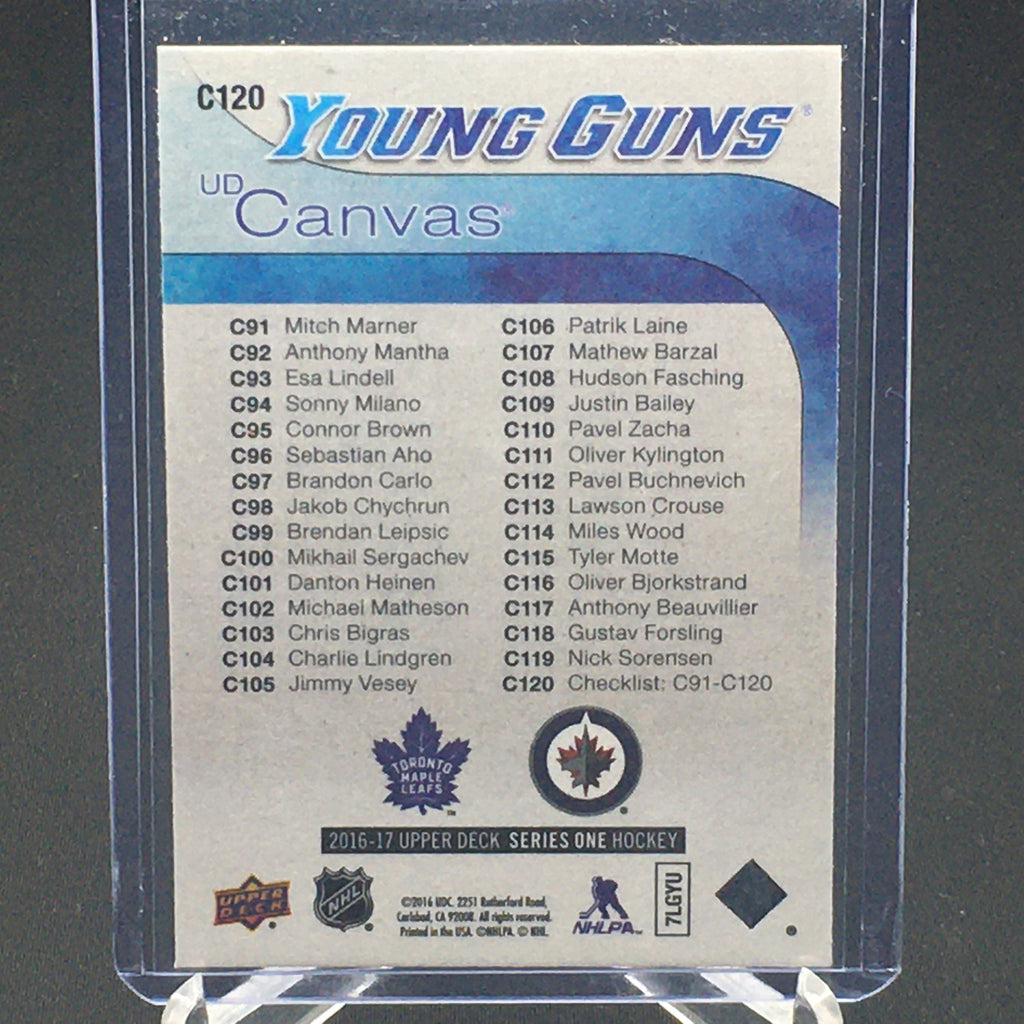 C120
YOUNG GUNS®
UD Canvas
C91 Mitch Marner
C92 Anthony Mantha
C93 Esa Lindell
C94 Sonny Milano
C95 Connor Brown
C96 Sebastian Aho
C97 Brandon Carlo
C98 Jakob Chychrun
C99 Brendan Leipsic
C100 Mikhail Sergachev
C101 Danton Heinen
C102 Michael Matheson
C103 Chris Bigras
C104 Charlie Lindgren
C105 Jimmy Vesey
C106 Patrik Laine
C107 Mathew Barzal
C108 Hudson Fasching
C109 Justin Bailey
C110 Pavel Zacha
C111 Oliver Kylington
C112 Pavel Buchnevich
C113 Lawson Crouse
C114 Miles Wood
C115 Tyler Motte
C116 Oliver Bjorkstrand
C117 Anthony Beauvillier
C118 Gustav Forsling
C119 Nick Sorensen
C120 Checklist: C91-C120
TORONTO
MAPLE
LEAFS
2016-17 UPPER DECK SERIES ONE HOCKEY
UPPER
DECK
NHL
©2016 UDC. 2251 Rutherford Road,
Carlsbad, CA 92008. All rights reserved.
Printed in the USA. ©NHLPA. © NHL.
NHLPA™
7LGYU